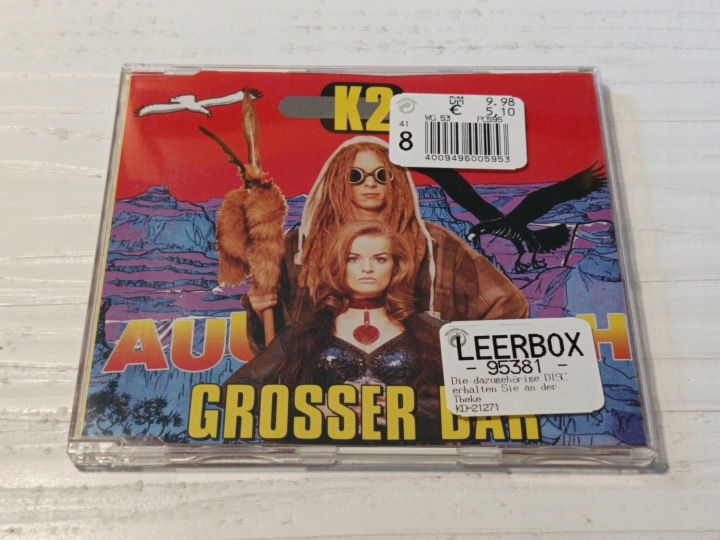 K2
DM 9.98
€ 5,10
WG 53 PC595
41
8
4009496005953
AUU H
GROSSER BÄR
LEERBOX
- 95381 -
Die dazugehörige DISC
erhalten Sie an der
Theke
KD-21271